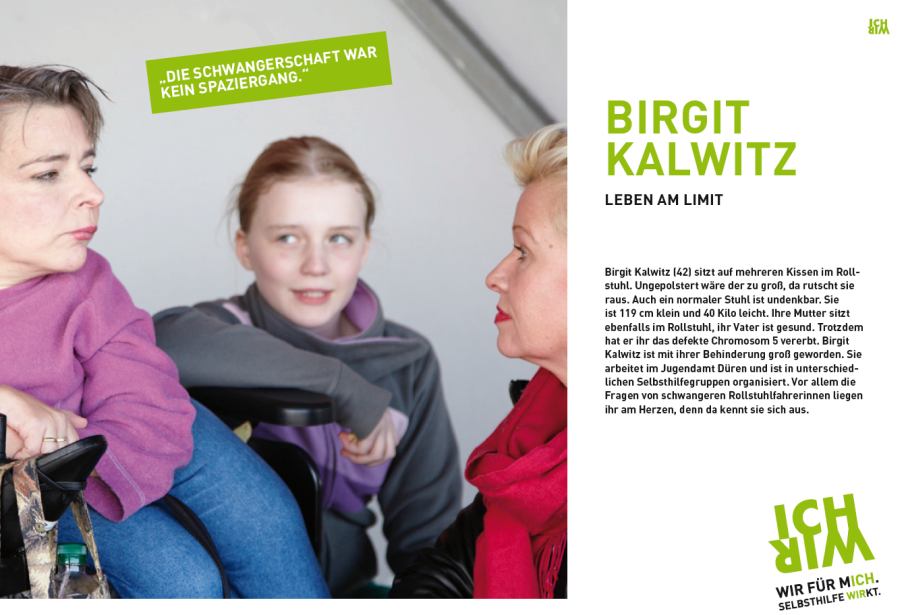 „DIE SCHWANGERSCHAFT WAR
KEIN SPAZIERGANG.“
ICH
WIR
BIRGIT
KALWITZ
LEBEN AM LIMIT
Birgit Kalwitz (42) sitzt auf mehreren Kissen im Roll-
stuhl. Ungepolstert wäre der zu groß, da rutscht sie
raus. Auch ein normaler Stuhl ist undenkbar. Sie
ist 119 cm klein und 40 Kilo leicht. Ihre Mutter sitzt
ebenfalls im Rollstuhl, ihr Vater ist gesund. Trotzdem
hat er ihr das defekte Chromosom 5 vererbt. Birgit
Kalwitz ist mit ihrer Behinderung groß geworden. Sie
arbeitet im Jugendamt Düren und ist in unterschied-
lichen Selbsthilfegruppen organisiert. Vor allem die
Fragen von schwangeren Rollstuhlfahrerinnen liegen
ihr am Herzen, denn da kennt sie sich aus.
ICH
WIR
WIR FÜR MICH.
SELBSTHILFE WIRKT.